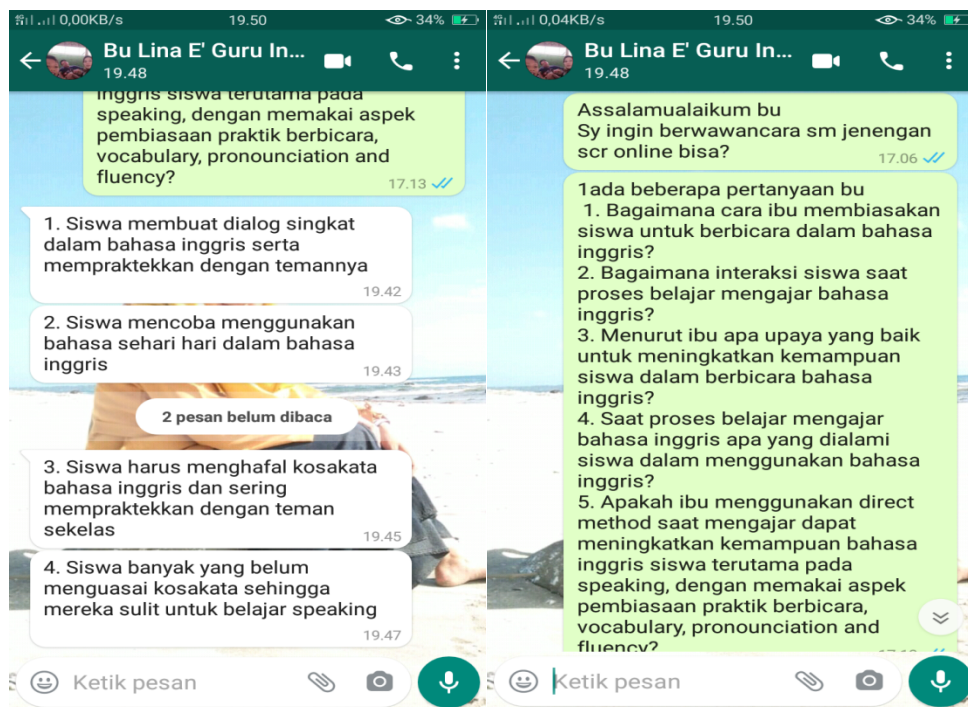 0,00KB/s 19.50 34%
Bu Lina E' Guru In...
19.48
inggris siswa terutama pada
speaking, dengan memakai aspek
pembiasaan praktik berbicara,
vocabulary, pronounciation and
fluency?
17.13
1. Siswa membuat dialog singkat
dalam bahasa inggris serta
mempraktekkan dengan temannya
19.42
2. Siswa mencoba menggunakan
bahasa sehari hari dalam bahasa
inggris
19.43
2 pesan belum dibaca
3. Siswa harus menghafal kosakata
bahasa inggris dan sering
mempraktekkan dengan teman
sekelas
19.45
4. Siswa banyak yang belum
menguasai kosakata sehingga
mereka sulit untuk belajar speaking
19.47
Ketik pesan
0,04KB/s 19.50 34%
Bu Lina E' Guru In...
19.48
Assalamualaikum bu
Sy ingin berwawancara sm jenengan
scr online bisa?
17.06
1ada beberapa pertanyaan bu
1. Bagaimana cara ibu membiasakan
siswa untuk berbicara dalam bahasa
inggris?
2. Bagaimana interaksi siswa saat
proses belajar mengajar bahasa
inggris?
3. Menurut ibu apa upaya yang baik
untuk meningkatkan kemampuan
siswa dalam berbicara bahasa
inggris?
4. Saat proses belajar mengajar
bahasa inggris apa yang dialami
siswa dalam menggunakan bahasa
inggris?
5. Apakah ibu menggunakan direct
method saat mengajar dapat
meningkatkan kemampuan bahasa
inggris siswa terutama pada
speaking, dengan memakai aspek
pembiasaan praktik berbicara,
vocabulary, pronounciation and
fluency?
Ketik pesan